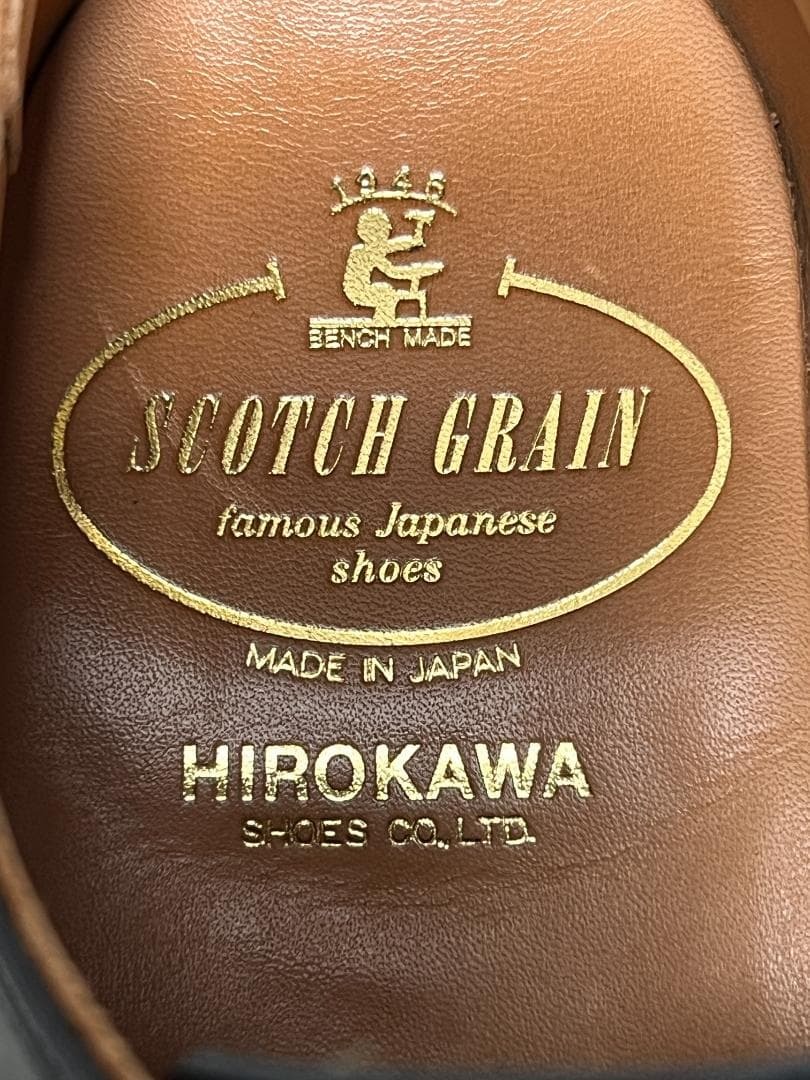 1946
BENCH MADE
SCOTCH GRAIN
famous Japanese
shoes
MADE IN JAPAN
HIROKAWA
SHOES CO., LTD.